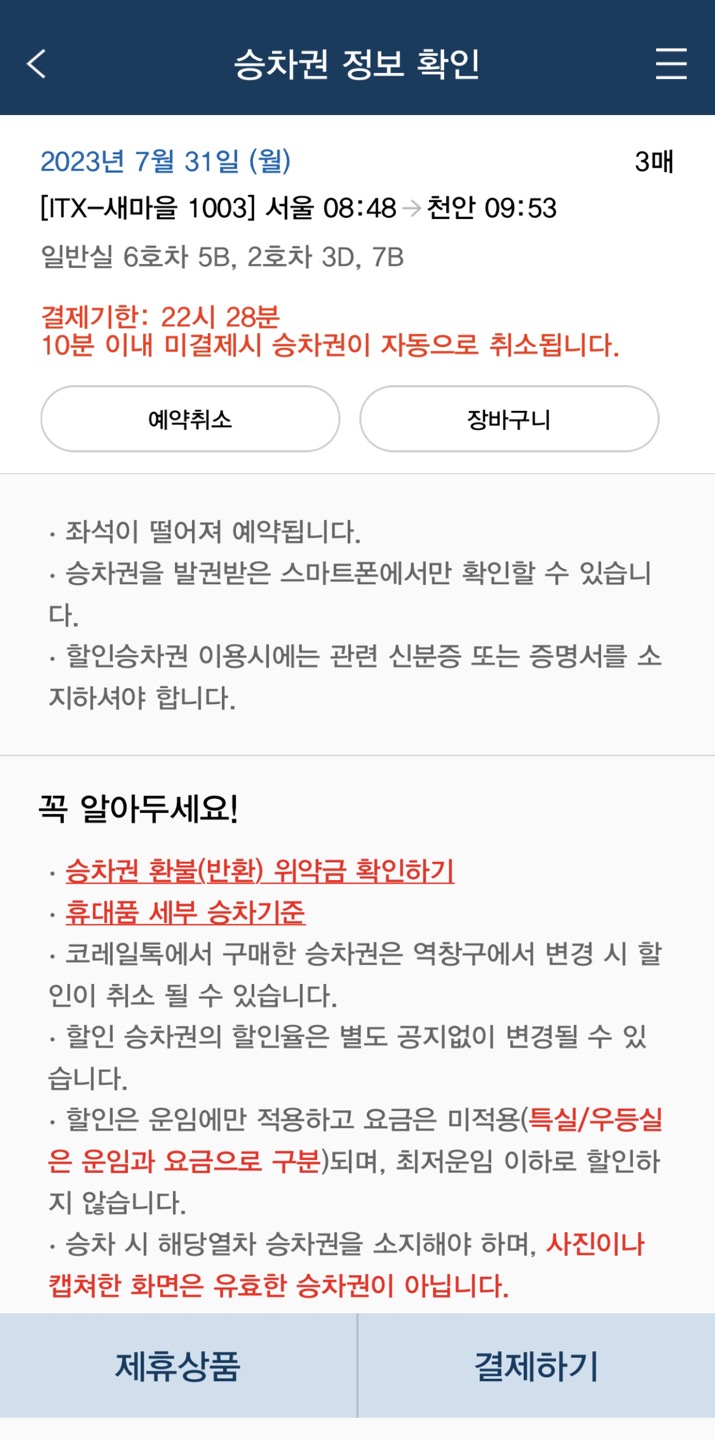 승차권 정보 확인
2023년 7월 31일 (월)
3매
[ITX-새마을 1003] 서울 08:48→천안 09:53
일반실 6호차 5B, 2호차 3D, 7B
결제기한: 22시 28분
10분 이내 미결제시 승차권이 자동으로 취소됩니다.
예약취소
장바구니
· 좌석이 떨어져 예약됩니다.
· 승차권을 발권받은 스마트폰에서만 확인할 수 있습니
다.
· 할인승차권 이용시에는 관련 신분증 또는 증명서를 소
지하셔야 합니다.
꼭 알아두세요!
· 승차권 환불(반환) 위약금 확인하기
· 휴대품 세부 승차기준
· 코레일톡에서 구매한 승차권은 역창구에서 변경 시 할
인이 취소 될 수 있습니다.
· 할인 승차권의 할인율은 별도 공지없이 변경될 수 있
습니다.
· 할인은 운임에만 적용하고 요금은 미적용(특실/우등실
은 운임과 요금으로 구분)되며, 최저운임 이하로 할인하
지 않습니다.
· 승차 시 해당열차 승차권을 소지해야 하며, 사진이나
캡쳐한 화면은 유효한 승차권이 아닙니다.
제휴상품
결제하기